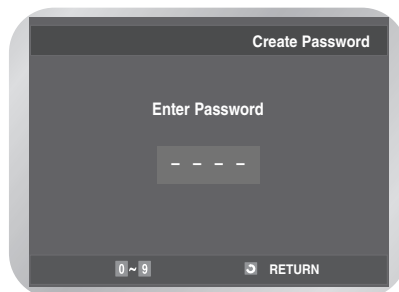 Create Password
Enter Password
– – – –
0 ~ 9 RETURN